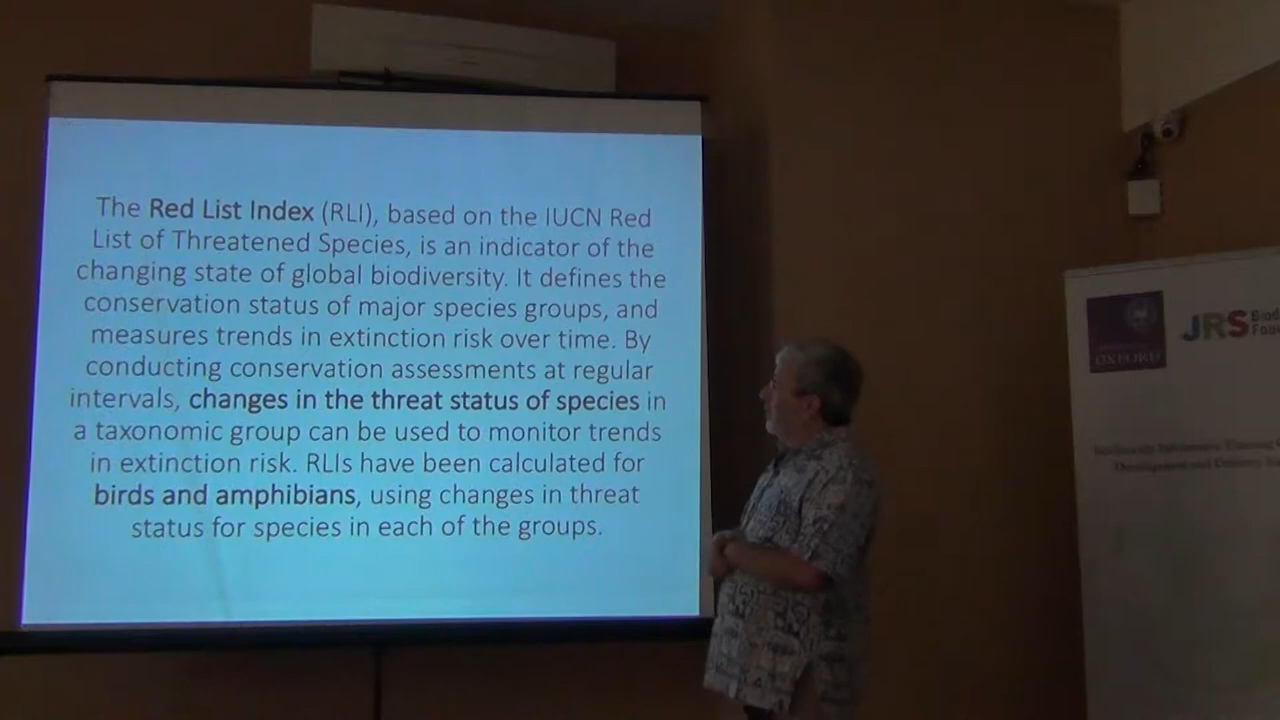 The Red List Index (RLI), based on the IUCN Red
List of Threatened Species, is an indicator of the
changing state of global biodiversity. It defines the
conservation status of major species groups, and
measures trends in extinction risk over time. By
conducting conservation assessments at regular
intervals, changes in the threat status of species in
a taxonomic group can be used to monitor trends
in extinction risk. RLIs have been calculated for
birds and amphibians, using changes in threat
status for species in each of the groups.
OXFORD
JRS
Development and